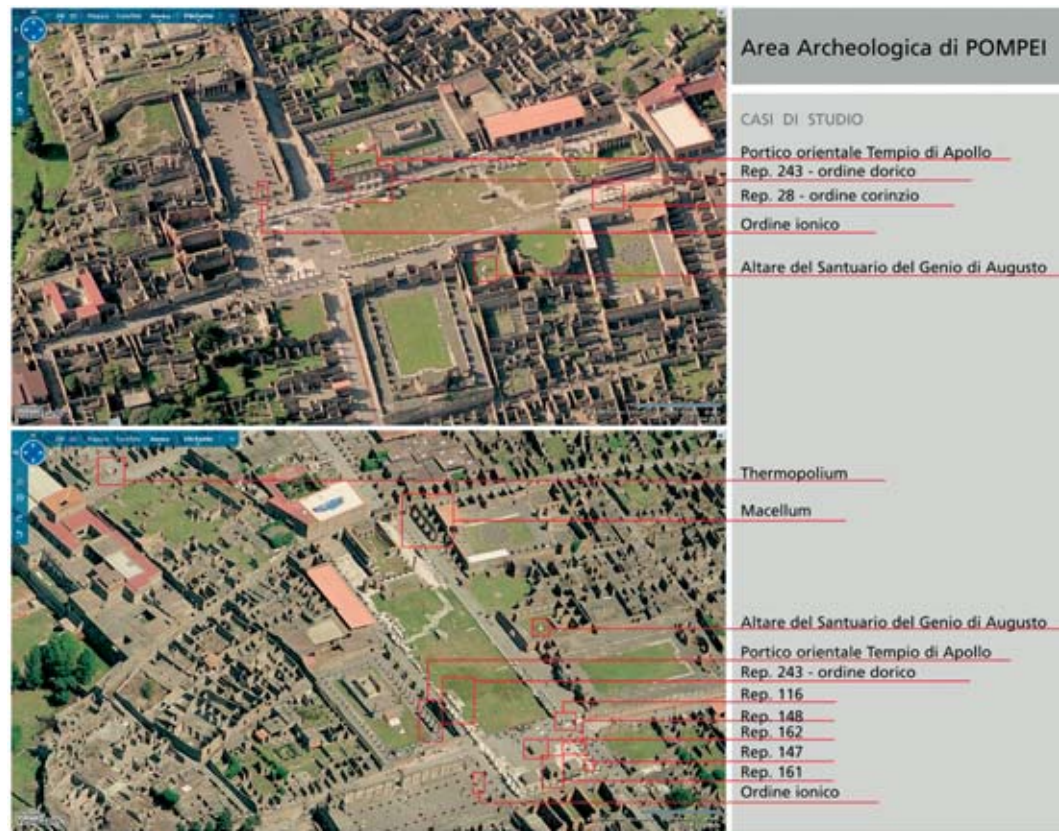 Area Archeologica di POMPEI
CASI DI STUDIO
Portico orientale Tempio di Apollo
Rep. 243 - ordine dorico
Rep. 28 - ordine corinzio
Ordine ionico
Altare del Santuario del Genio di Augusto
Thermopolium
Macellum
Altare del Santuario del Genio di Augusto
Portico orientale Tempio di Apollo
Rep. 243 - ordine dorico
Rep. 116
Rep. 148
Rep. 162
Rep. 147
Rep. 161
Ordine ionico